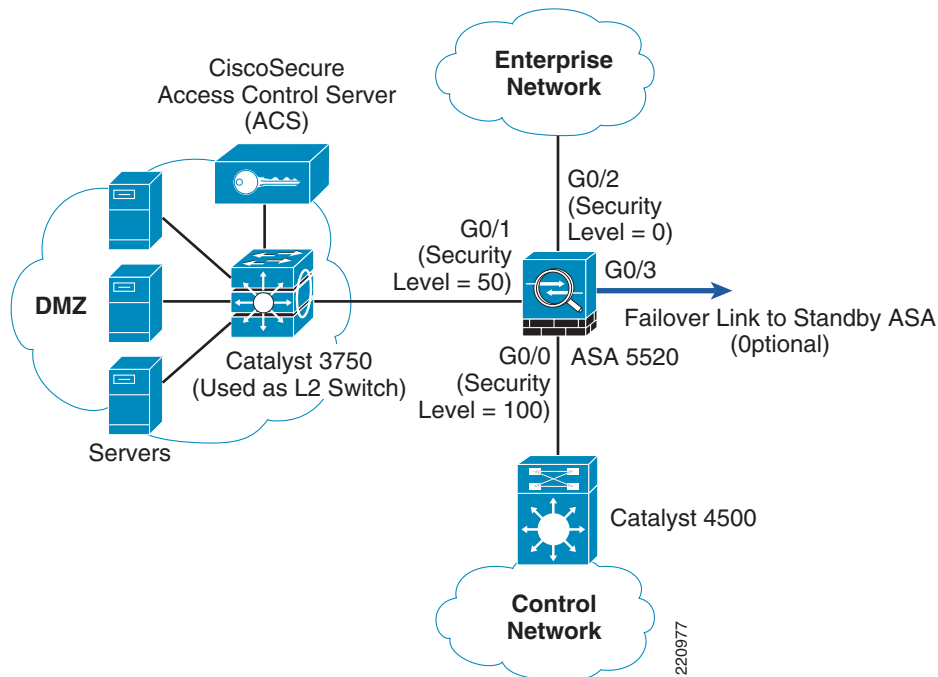 Enterprise
Network
CiscoSecure
Access Control Server
(ACS)
G0/2
(Security
Level = 0)
G0/1
(Security
Level = 50)
G0/3
DMZ
Failover Link to Standby ASA
(0ptional)
Catalyst 3750
(Used as L2 Switch)
G0/0
(Security
Level = 100)
ASA 5520
Servers
Catalyst 4500
Control
Network
220977